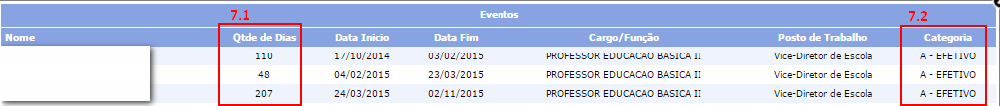 7.1 Eventos 7.2
Nome Qtde de Dias Data Inicio Data Fim Cargo/Função Posto de Trabalho Categoria
110 17/10/2014 03/02/2015 PROFESSOR EDUCACAO BASICA II Vice-Diretor de Escola A - EFETIVO
48 04/02/2015 23/03/2015 PROFESSOR EDUCACAO BASICA II Vice-Diretor de Escola A - EFETIVO
207 24/03/2015 02/11/2015 PROFESSOR EDUCACAO BASICA II Vice-Diretor de Escola A - EFETIVO